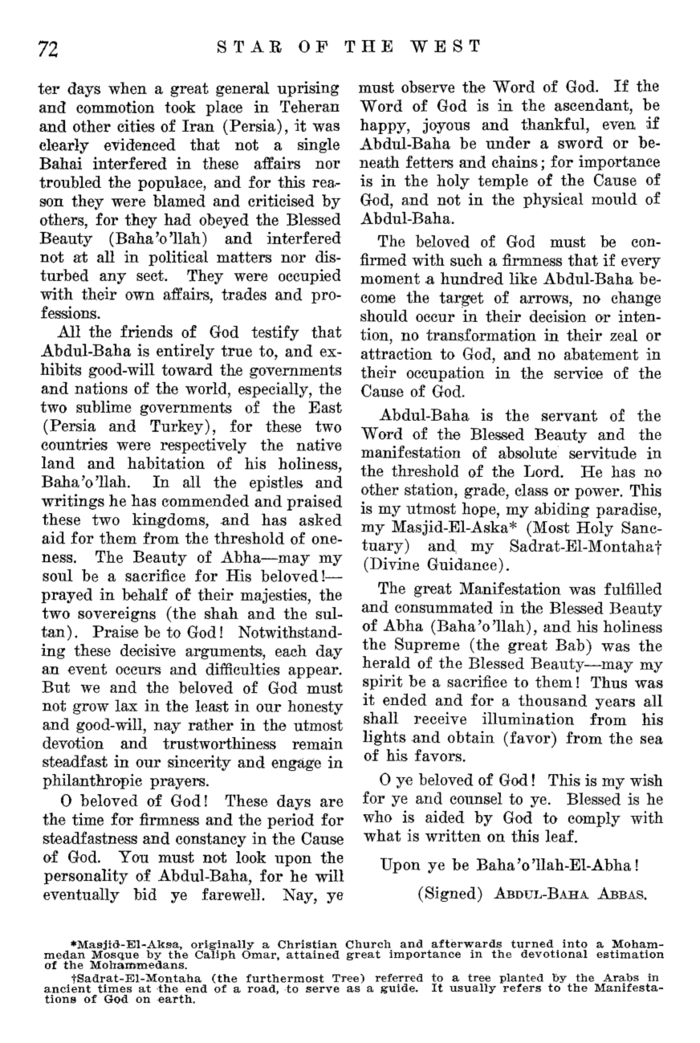 72
STAR OF THE WEST
ter days when a great general uprising
and commotion took place in Teheran
and other cities of Iran (Persia), it was
clearly evidenced that not a single
Bahai interfered in these affairs nor
troubled the populace, and for this rea-
son they were blamed and criticised by
others, for they had obeyed the Blessed
Beauty (Baha'o'llah) and interfered
not at all in political matters nor dis-
turbed any sect. They were occupied
with their own affairs, trades and pro-
fessions.
All the friends of God testify that
Abdul-Baha is entirely true to, and ex-
hibits good-will toward the governments
and nations of the world, especially, the
two sublime governments of the East
(Persia and Turkey), for these two
countries were respectively the native
land and habitation of his holiness,
Baha'o'llah. In all the epistles and
writings he has commended and praised
these two kingdoms, and has asked
aid for them from the threshold of one-
ness. The Beauty of Abha—may my
soul be a sacrifice for His beloved!—
prayed in behalf of their majesties, the
two sovereigns (the shah and the sul-
tan). Praise be to God! Notwithstand-
ing these decisive arguments, each day
an event occurs and difficulties appear.
But we and the beloved of God must
not grow lax in the least in our honesty
and good-will, nay rather in the utmost
devotion and trustworthiness remain
steadfast in our sincerity and engage in
philanthropic prayers.
O beloved of God! These days are
the time for firmness and the period for
steadfastness and constancy in the Cause
of God. You must not look upon the
personality of Abdul-Baha, for he will
eventually bid ye farewell. Nay, ye
must observe the Word of God. If the
Word of God is in the ascendant, be
happy, joyous and thankful, even if
Abdul-Baha be under a sword or be-
neath fetters and chains; for importance
is in the holy temple of the Cause of
God, and not in the physical mould of
Abdul-Baha.
The beloved of God must be con-
firmed with such a firmness that if every
moment a hundred like Abdul-Baha be-
come the target of arrows, no change
should occur in their decision or inten-
tion, no transformation in their zeal or
attraction to God, and no abatement in
their occupation in the service of the
Cause of God.
Abdul-Baha is the servant of the
Word of the Blessed Beauty and the
manifestation of absolute servitude in
the threshold of the Lord. He has no
other station, grade, class or power. This
is my utmost hope, my abiding paradise,
my Masjid-El-Aska* (Most Holy Sanc-
tuary) and my Sadrat-El-Montaha†
(Divine Guidance).
The great Manifestation was fulfilled
and consummated in the Blessed Beauty
of Abha (Baha'o'llah), and his holiness
the Supreme (the great Bab) was the
herald of the Blessed Beauty—may my
spirit be a sacrifice to them! Thus was
it ended and for a thousand years all
shall receive illumination from his
lights and obtain (favor) from the sea
of his favors.
O ye beloved of God! This is my wish
for ye and counsel to ye. Blessed is he
who is aided by God to comply with
what is written on this leaf.
Upon ye be Baha'o'llah-El-Abha!
(Signed) ABDUL-BAHA ABBAS.
*Masjid-El-Aksa, originally a Christian Church and afterwards turned into a Moham-
medan Mosque by the Caliph Omar, attained great importance in the devotional estimation
of the Mohammedans.
†Sadrat-El-Montaha (the furthermost Tree) referred to a tree planted by the Arabs in
ancient times at the end of a road, to serve as a guide. It usually refers to the Manifesta-
tions of God on earth.